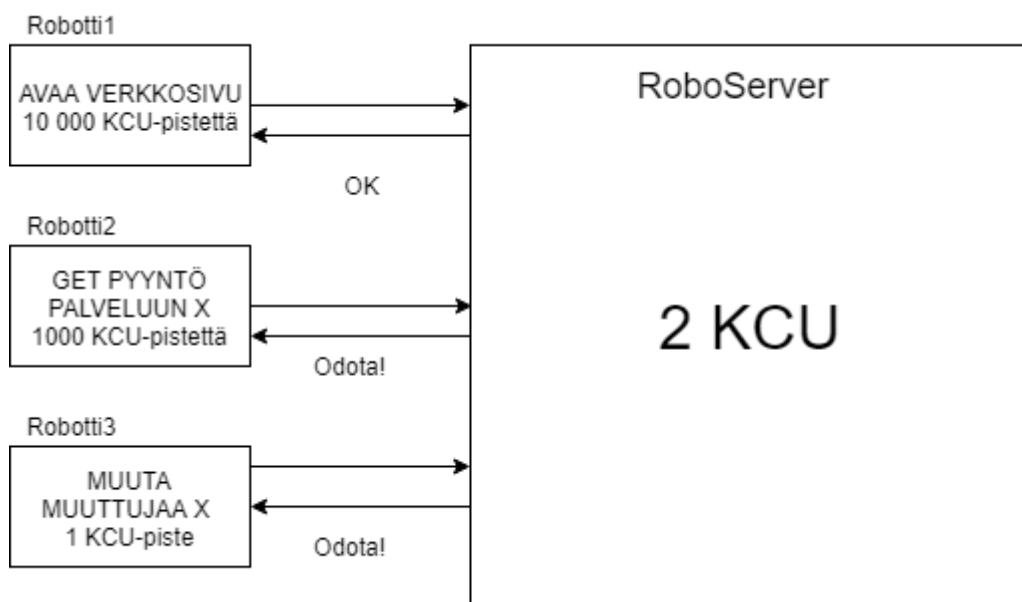 Robotti1
AVAA VERKKOSIVU
10 000 KCU-pistettä
OK
Robotti2
GET PYYNTÖ
PALVELUUN X
1000 KCU-pistettä
Odota!
Robotti3
MUUTA
MUUTTUJAA X
1 KCU-piste
Odota!
RoboServer
2 KCU